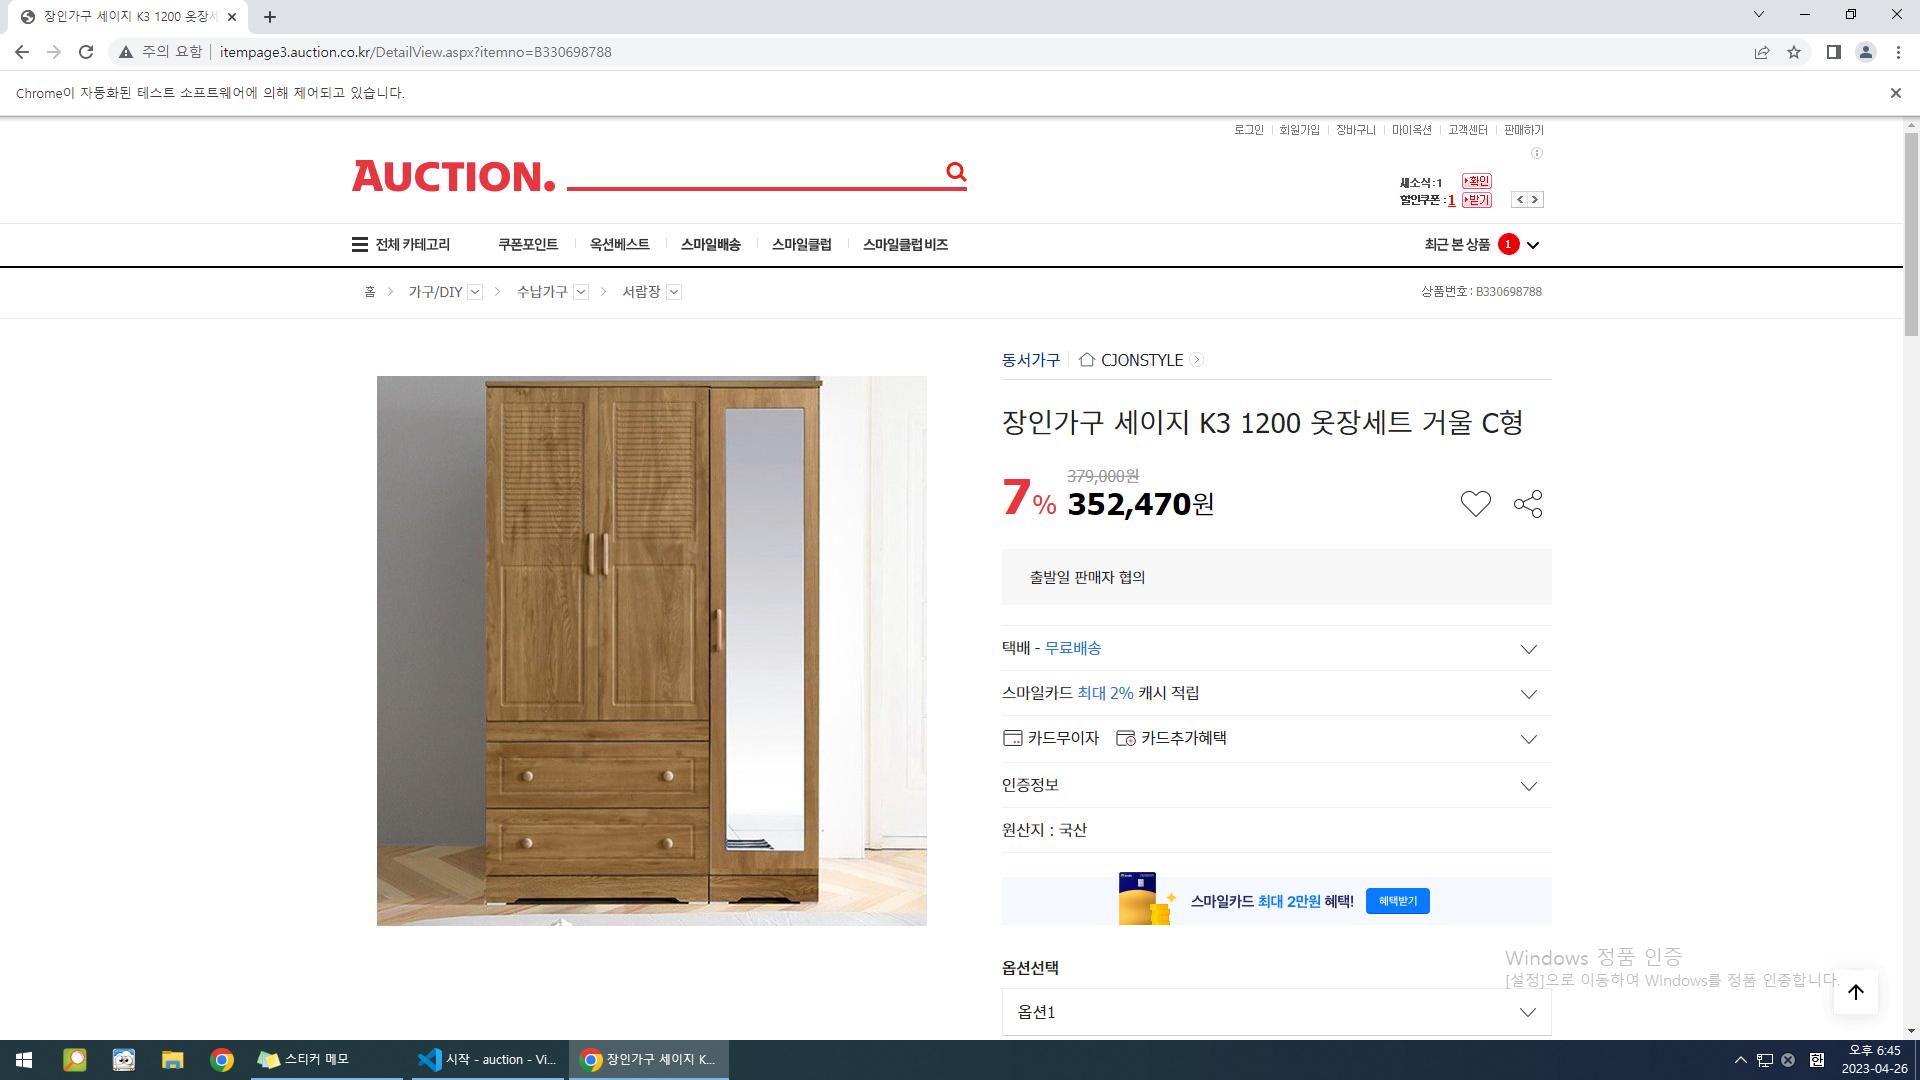 장인가구 세이지 K3 1200 옷장세
주의 요함 itempage3.auction.co.kr/DetailView.aspx?itemno=B330698788
Chrome이 자동화된 테스트 소프트웨어에 의해 제어되고 있습니다.
로그인 회원가입 장바구니 마이옥션 고객센터 판매하기
AUCTION.
새소식:1 확인
할인쿠폰:1 받기
전체 카테고리 쿠폰포인트 옥션베스트 스마일배송 스마일클럽 스마일클럽비즈 최근 본 상품 1
홈 > 가구/DIY > 수납가구 > 서랍장 상품번호 : B330698788
동서가구 CJONSTYLE
장인가구 세이지 K3 1200 옷장세트 거울 C형
379,000원
7% 352,470원
출발일 판매자 협의
택배 - 무료배송
스마일카드 최대 2% 캐시 적립
카드무이자 카드추가혜택
인증정보
원산지 : 국산
스마일카드 최대 2만원 혜택! 혜택받기
옵션선택
옵션1
Windows 정품 인증
[설정]으로 이동하여 Windows를 정품 인증합니다.
스티커 메모 시작 - auction - Vi... 장인가구 세이지 K... 한 오후 6:45
2023-04-26